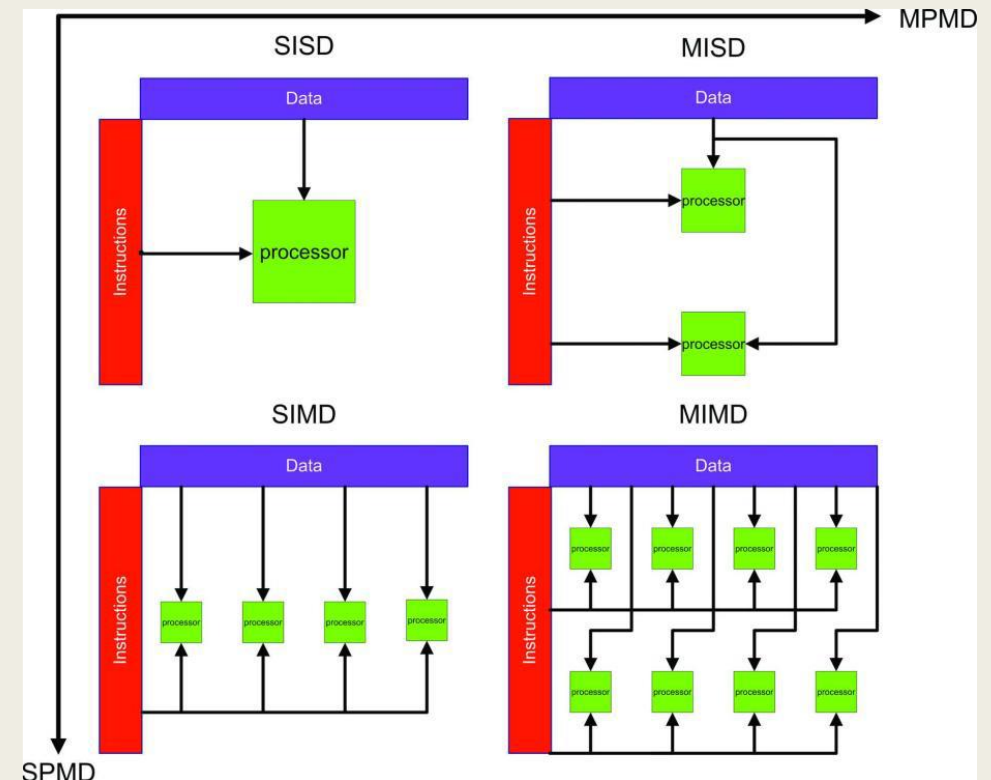 MPMD
SISD
MISD
Data
Data
Instructions
processor
Instructions
processor
processor
SIMD
MIMD
Data
Data
Instructions
processor
processor
processor
processor
Instructions
processor
processor
processor
processor
processor
processor
processor
processor
SPMD